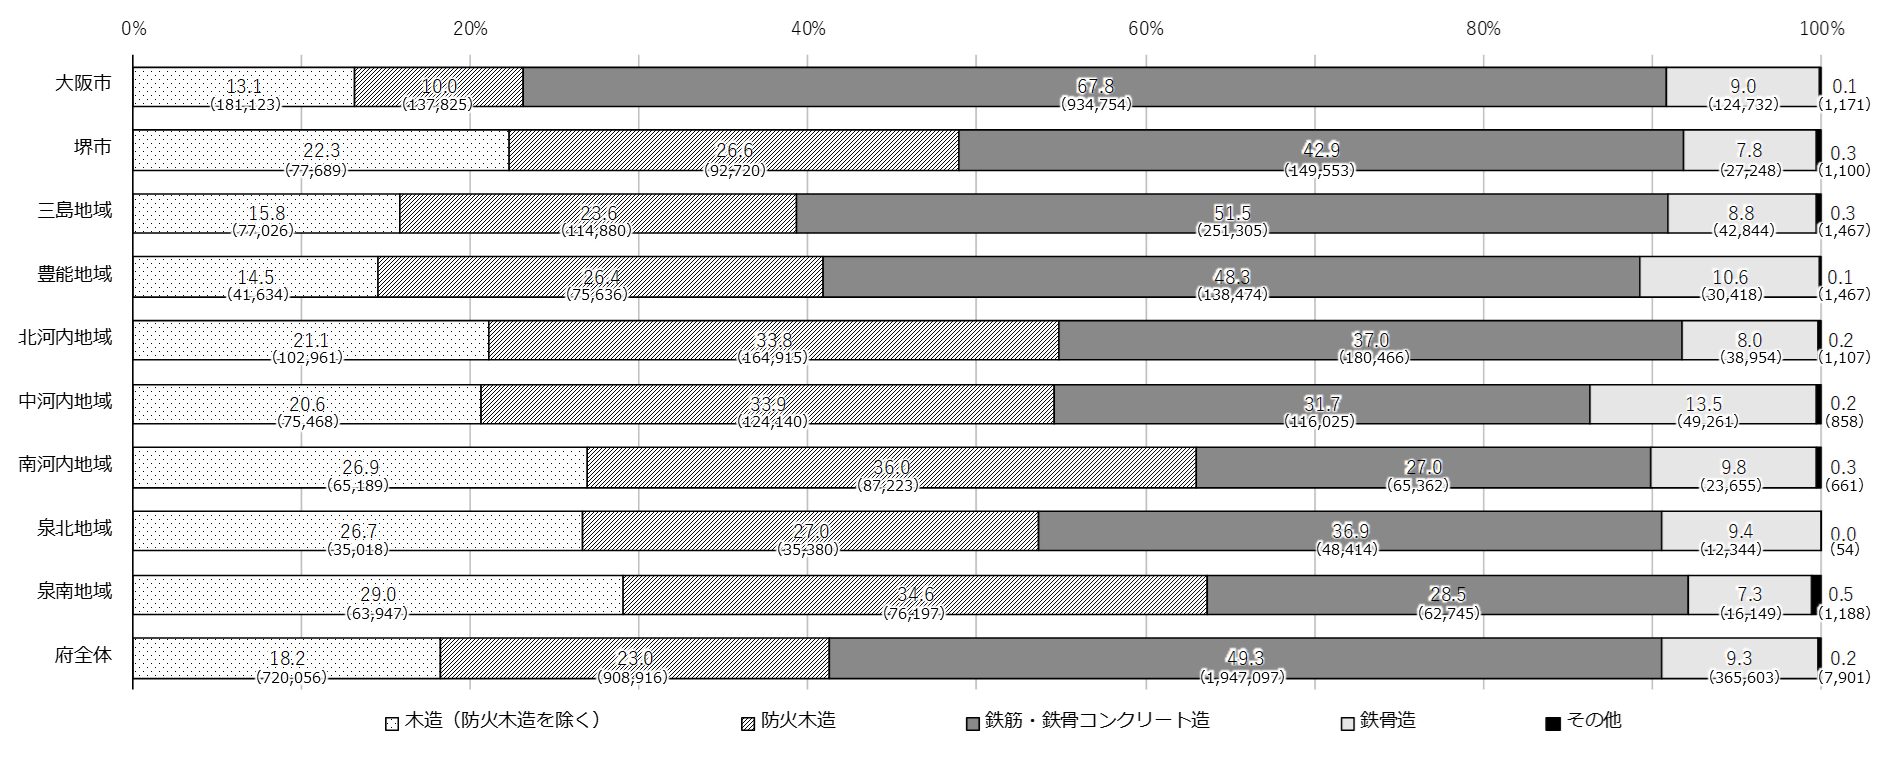 0% 20% 40% 60% 80% 100%
大阪市 13.1 10.0 67.8 9.0 0.1
(181,123) (137,825) (934,754) (124,732) (1,171)
堺市 22.3 26.6 42.9 7.8 0.3
(77,689) (92,720) (149,553) (27,248) (1,100)
三島地域 15.8 23.6 51.5 8.8 0.3
(77,026) (114,880) (251,305) (42,844) (1,467)
豊能地域 14.5 26.4 48.3 10.6 0.1
(41,634) (75,636) (138,474) (30,418) (1,467)
北河内地域 21.1 33.8 37.0 8.0 0.2
(102,961) (164,915) (180,466) (38,954) (1,107)
中河内地域 20.6 33.9 31.7 13.5 0.2
(75,468) (124,140) (116,025) (49,261) (858)
南河内地域 26.9 36.0 27.0 9.8 0.3
(65,189) (87,223) (65,362) (23,655) (661)
泉北地域 26.7 27.0 36.9 9.4 0.0
(35,018) (35,380) (48,414) (12,344) (54)
泉南地域 29.0 34.6 28.5 7.3 0.5
(63,947) (76,197) (62,745) (16,149) (1,188)
府全体 18.2 23.0 49.3 9.3 0.2
(720,056) (908,916) (1,947,097) (365,603) (7,901)
木造（防火木造を除く） 防火木造 鉄筋・鉄骨コンクリート造 鉄骨造 その他